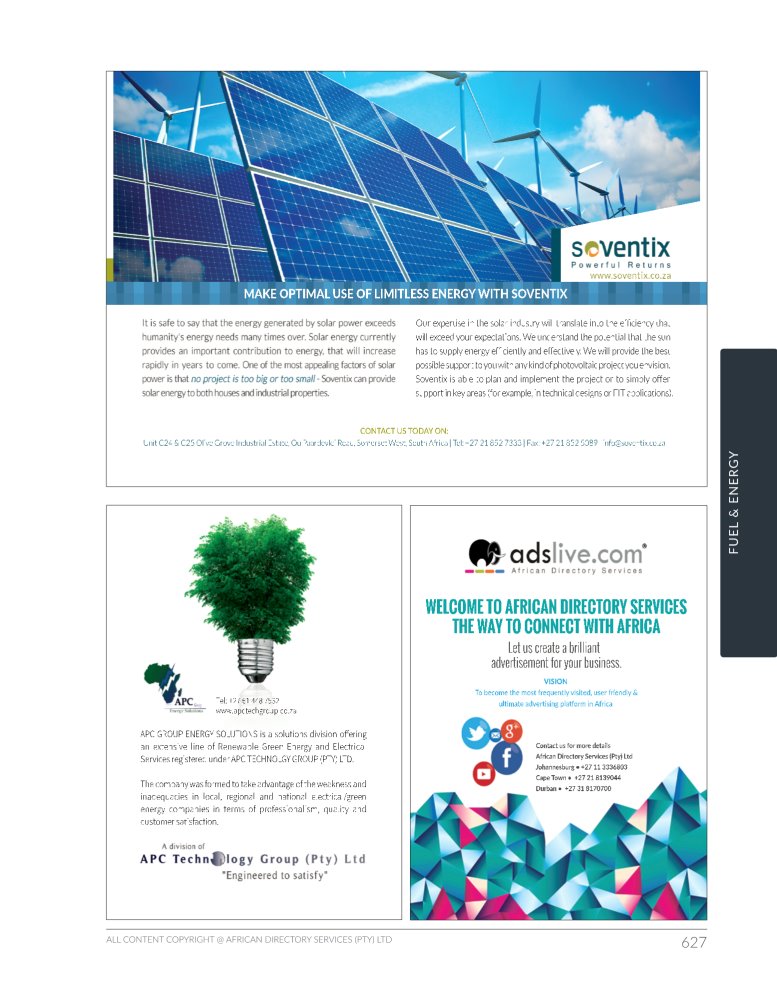 soventix
Powerful Returns
www.soventix.co.za
MAKE OPTIMAL USE OF LIMITLESS ENERGY WITH SOVENTIX
It is safe to say that the energy generated by solar power exceeds
humanity's energy needs many times over. Solar energy currently
provides an important contribution to energy, that will increase
rapidly in years to come. One of the most appealing factors of solar
power is that no project is too big or too small - Soventix can provide
solar energy to both houses and industrial properties.
Our expertise in the solar industry will translate into the efficiency that
will exceed your expectations. We understand the potential that the sun
has to supply energy efficiently and effectively. We will provide the best
possible support to you with any kind of photovoltaic project you envision.
Soventix is able to plan and implement the project or to simply offer
support in key areas (for example, in technical designs or FIT applications).
CONTACT US TODAY ON:
Unit C24 & C25 Olive Grove Industrial Estate, Ou Paardevlei Road, Somerset West, South Africa | Tel: +27 21 852 7333 | Fax: +27 21 852 | info@soventix.co.za
FUEL & ENERGY
APC
Energy Solutions
Tel: +27
www.apctechgroup.co.za
APC GROUP ENERGY SOLUTIONS is a solutions division offering
an extensive line of Renewable Green Energy and Electrical
Services registered under APC TECHNOLGY GROUP (PTY) LTD.
The company was formed to take advantage of the weakness and
inadequacies in local, regional and national electrical/green
energy companies in terms of professionalism, quality and
customer satisfaction.
A division of
APC Technology Group (Pty) Ltd
"Engineered to satisfy"
adslive.com®
African Directory Services
WELCOME TO AFRICAN DIRECTORY SERVICES
THE WAY TO CONNECT WITH AFRICA
Let us create a brilliant
advertisement for your business.
VISION
To become the most frequently visited, user friendly &
ultimate advertising platform in Africa
g+
f
You Tube
Contact us for more details
African Directory Services (Pty) Ltd
Johannesburg • +27 11 3336803
Cape Town • +27 21 8139044
Durban • +27 31 8170700
ALL CONTENT COPYRIGHT @ AFRICAN DIRECTORY SERVICES (PTY) LTD
627